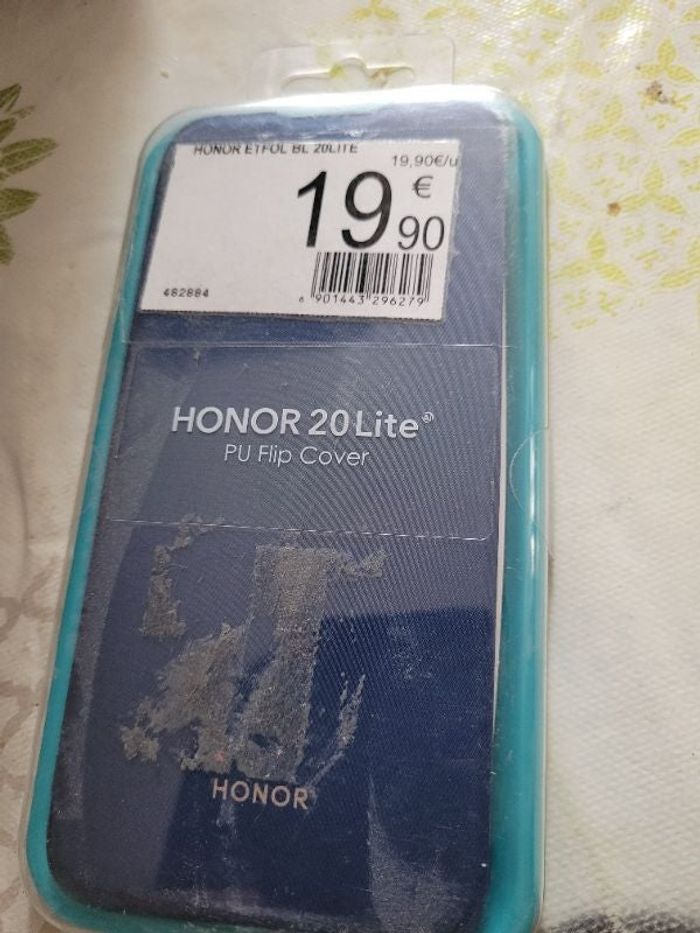 HONOR ETFOL BL 20LITE
19,90€/u
19 € 90
482884
6 901443 296279
HONOR 20 Lite
PU Flip Cover
HONOR